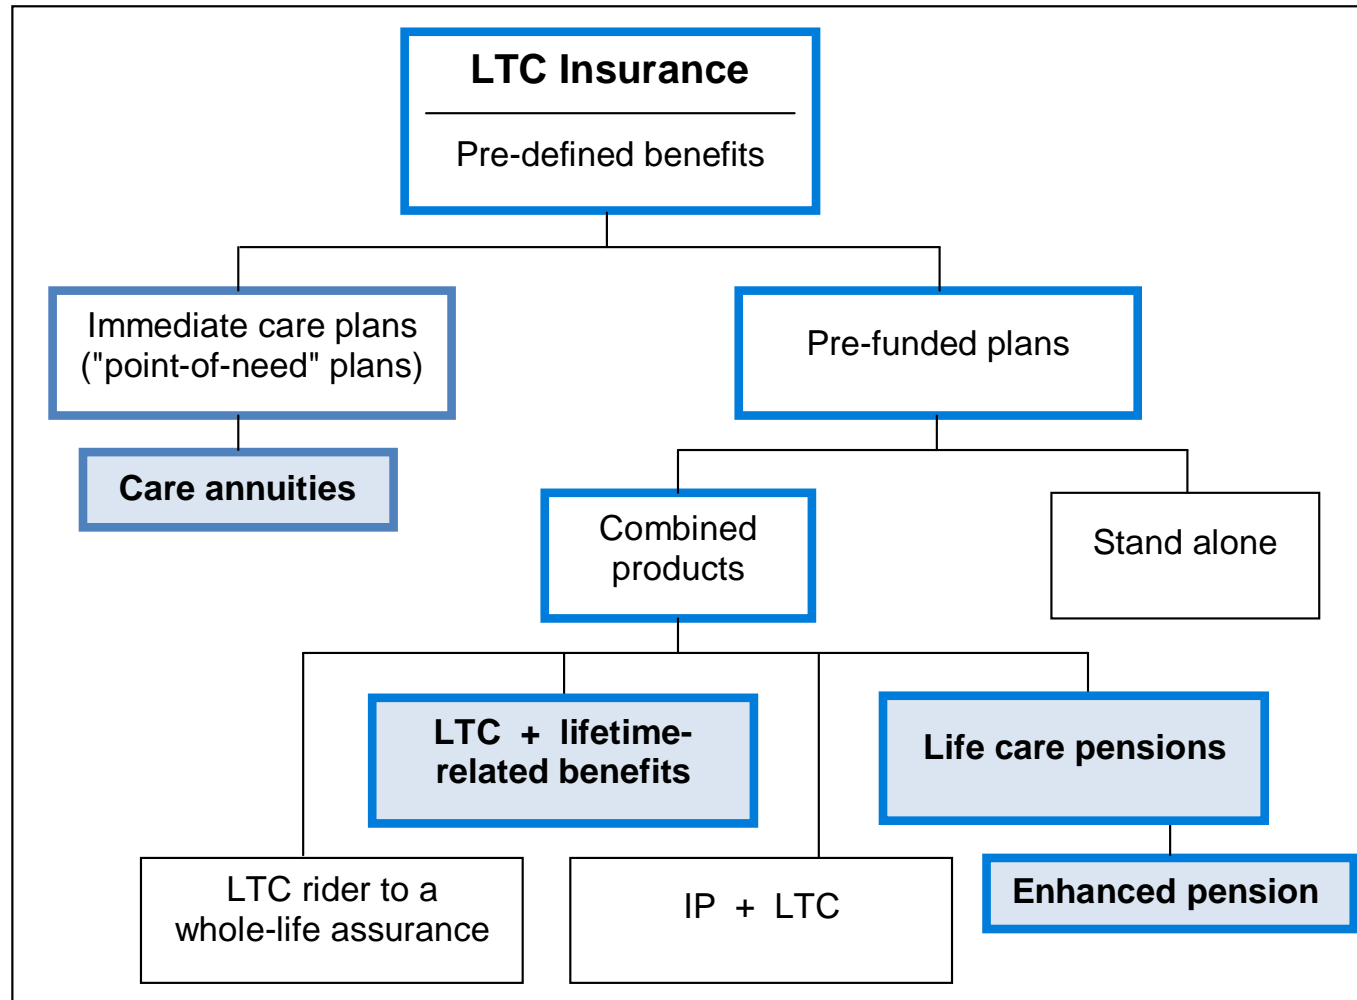 LTC Insurance
Pre-defined benefits
Immediate care plans
("point-of-need" plans)
Pre-funded plans
Care annuities
Combined
products
Stand alone
LTC + lifetime-
related benefits
Life care pensions
LTC rider to a
whole-life assurance
IP + LTC
Enhanced pension